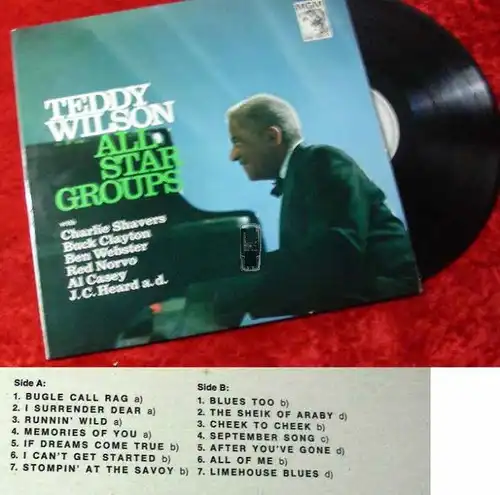 MGM
TEDDY
WILSON
ALL
STAR
GROUPS
with
Charlie Shavers
Buck Clayton
Ben Webster
Red Norvo
Al Casey
J.C. Heard a.d.
Side A:
1. BUGLE CALL RAG a)
2. I SURRENDER DEAR a)
3. RUNNIN' WILD a)
4. MEMORIES OF YOU a)
5. IF DREAMS COME TRUE b)
6. I CAN'T GET STARTED b)
7. STOMPIN' AT THE SAVOY b)
Side B:
1. BLUES TOO b)
2. THE SHEIK OF ARABY d)
3. CHEEK TO CHEEK b)
4. SEPTEMBER SONG c)
5. AFTER YOU'VE GONE d)
6. ALL OF ME b)
7. LIMEHOUSE BLUES d)